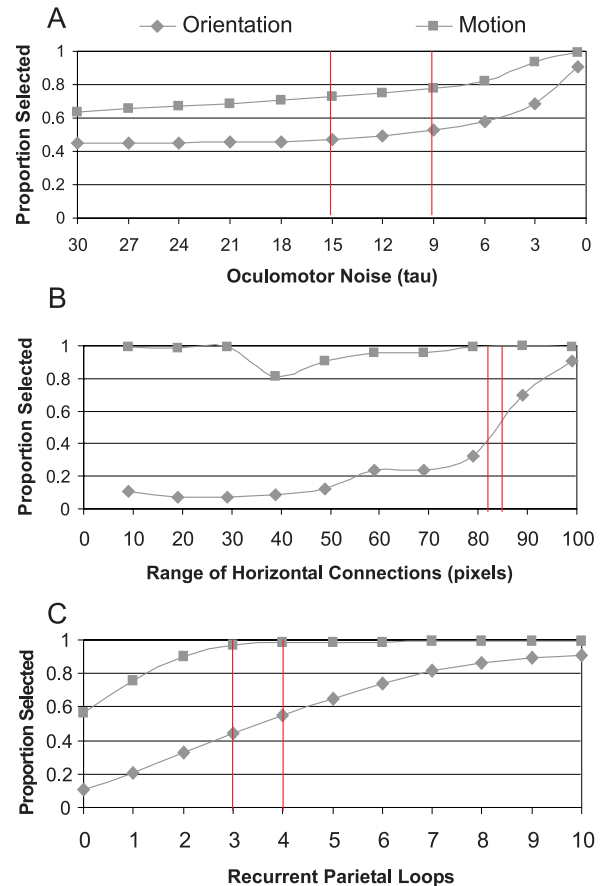 A
Orientation
Motion
Proportion Selected
1
0.8
0.6
0.4
0.2
0
30 27 24 21 18 15 12 9 6 3 0
Oculomotor Noise (tau)
B
Proportion Selected
1
0.8
0.6
0.4
0.2
0
0 10 20 30 40 50 60 70 80 90 100
Range of Horizontal Connections (pixels)
C
Proportion Selected
1
0.8
0.6
0.4
0.2
0
0 1 2 3 4 5 6 7 8 9 10
Recurrent Parietal Loops